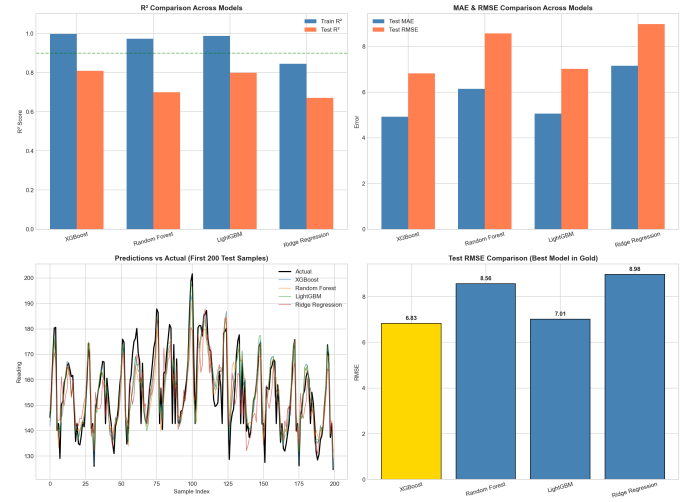 R² Comparison Across Models
Train R²
Test R²
R² Score
1.0
0.8
0.6
0.4
0.2
0.0
XGBoost
Random Forest
LightGBM
Ridge Regression
MAE & RMSE Comparison Across Models
Test MAE
Test RMSE
Error
8
6
4
2
0
XGBoost
Random Forest
LightGBM
Ridge Regression
Predictions vs Actual (First 200 Test Samples)
Actual
XGBoost
Random Forest
LightGBM
Ridge Regression
Reading
200
190
180
170
160
150
140
130
0
25
50
75
100
125
150
175
200
Sample Index
Test RMSE Comparison (Best Model in Gold)
6.83
8.56
7.01
8.98
RMSE
8
6
4
2
0
XGBoost
Random Forest
LightGBM
Ridge Regression